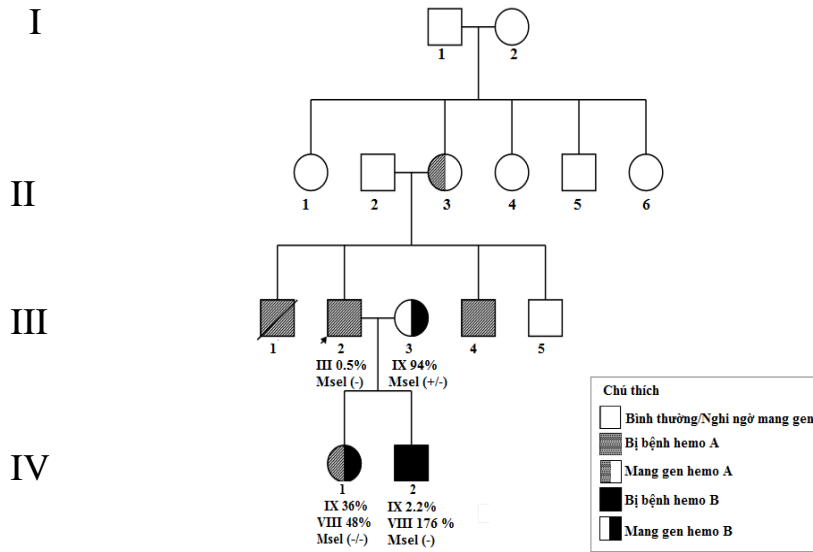 I
1 2
II
1 2 3 4 5 6
III
1 2 3 4 5
III 0.5% IX 94%
Msel (-) Msel (+/-)
IV
1 2
IX 36% IX 2.2%
VIII 48% VIII 176 %
Msel (-/-) Msel (-)
Chú thích
Bình thường/Nghi ngờ mang gen
Bị bệnh hemo A
Mang gen hemo A
Bị bệnh hemo B
Mang gen hemo B